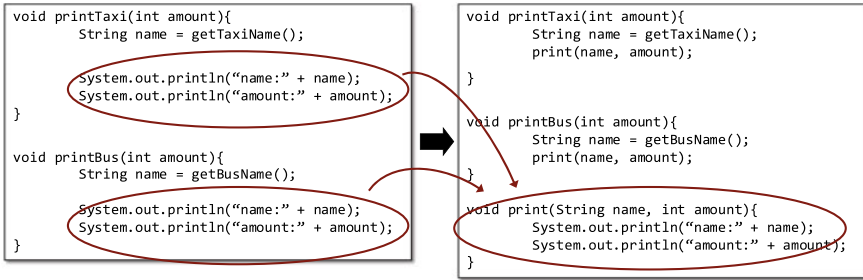 void printTaxi(int amount){
String name = getTaxiName();
System.out.println(“name:” + name);
System.out.println(“amount:” + amount);
}
void printBus(int amount){
String name = getBusName();
System.out.println(“name:” + name);
System.out.println(“amount:” + amount);
}
void printTaxi(int amount){
String name = getTaxiName();
print(name, amount);
}
void printBus(int amount){
String name = getBusName();
print(name, amount);
}
void print(String name, int amount){
System.out.println(“name:” + name);
System.out.println(“amount:” + amount);
}